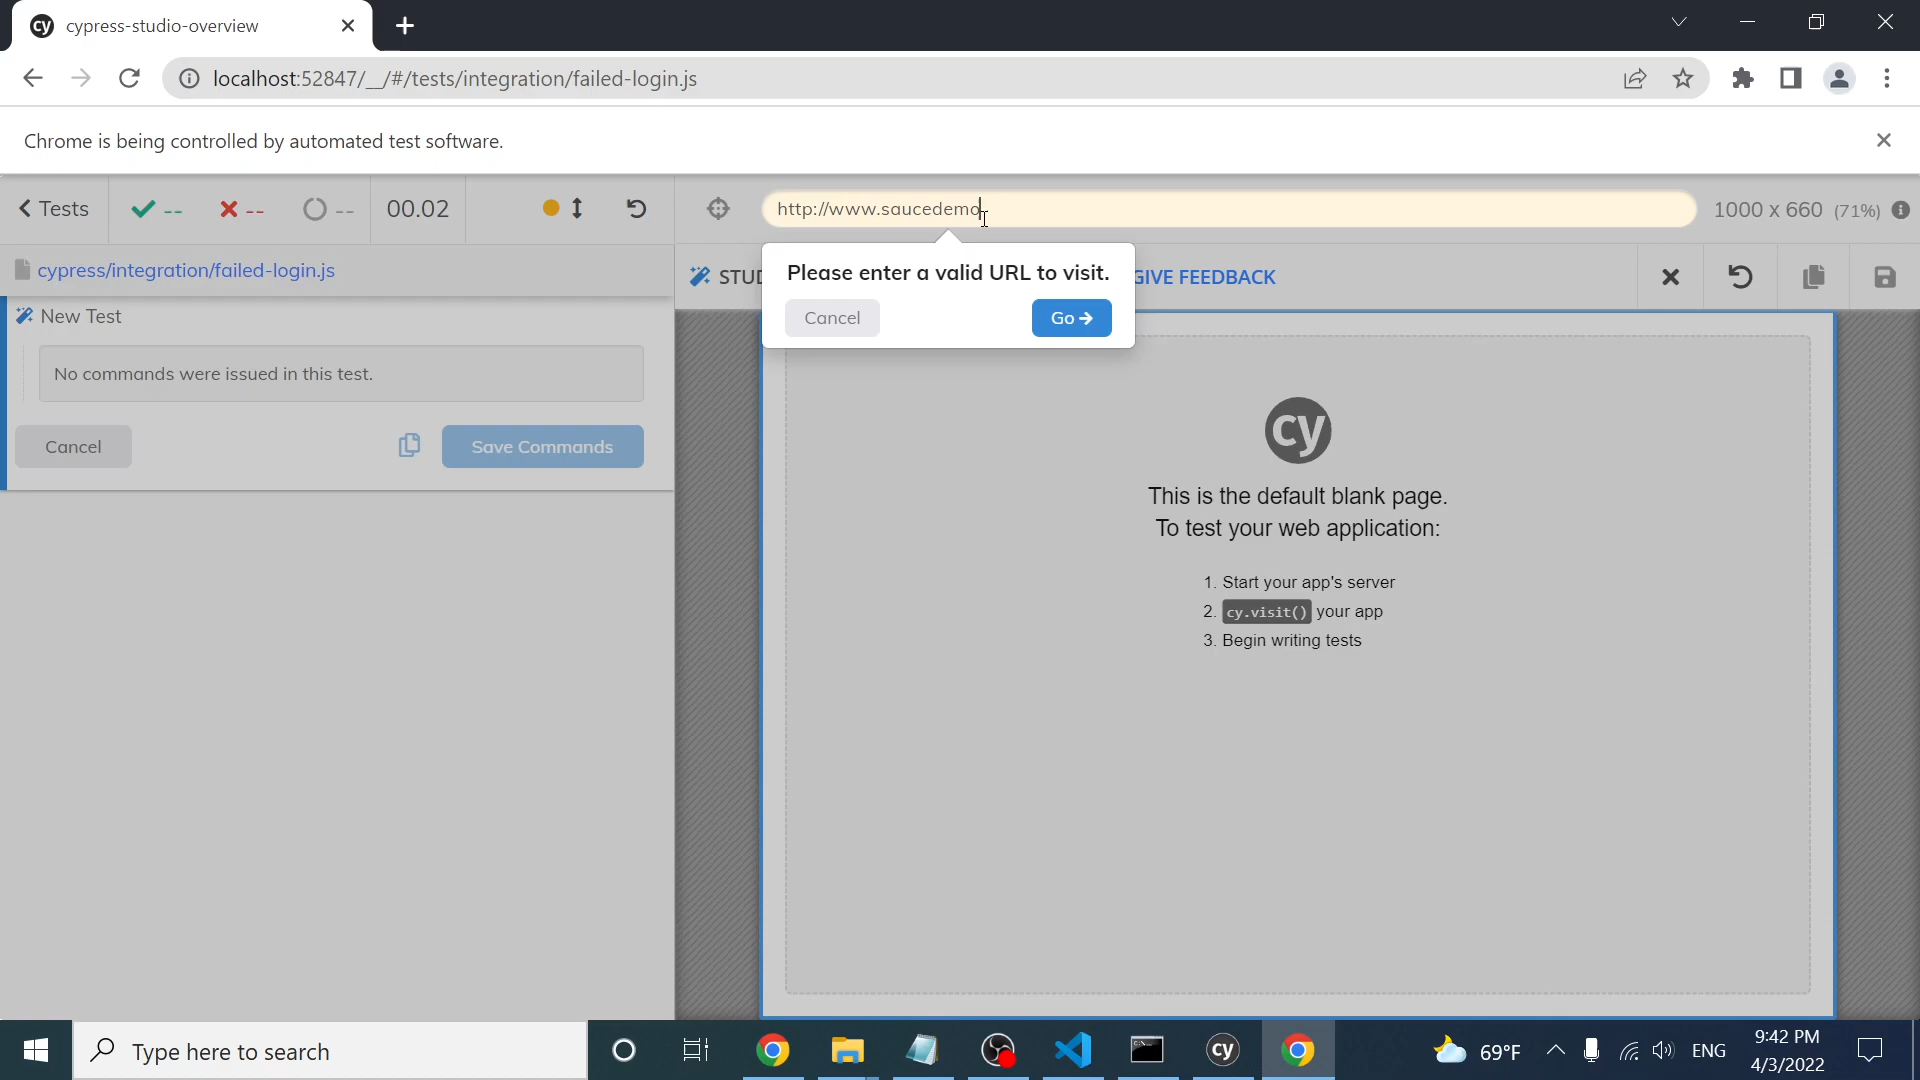 cypress-studio-overview
localhost:52847/__/#/tests/integration/failed-login.js
Chrome is being controlled by automated test software.
Tests
--
--
--
00.02
http://www.saucedemo
1000 x 660 (71%)
cypress/integration/failed-login.js
STUD
Please enter a valid URL to visit.
GIVE FEEDBACK
Cancel
Go
New Test
No commands were issued in this test.
Cancel
Save Commands
cy
This is the default blank page.
To test your web application:
1. Start your app's server
2. cy.visit() your app
3. Begin writing tests
Type here to search
cy
69°F
ENG
9:42 PM
4/3/2022